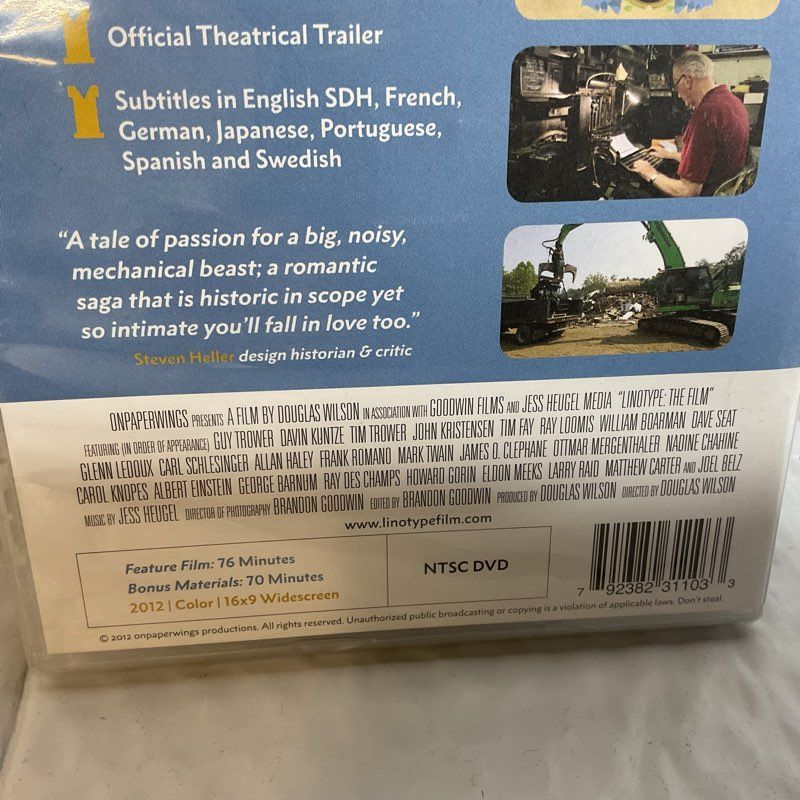 Official Theatrical Trailer
Subtitles in English SDH, French,
German, Japanese, Portuguese,
Spanish and Swedish
“A tale of passion for a big, noisy,
mechanical beast; a romantic
saga that is historic in scope yet
so intimate you’ll fall in love too.”
Steven Heller design historian & critic
ONPAPERWINGS PRESENTS A FILM BY DOUGLAS WILSON IN ASSOCIATION WITH GOODWIN FILMS AND JESS HEUGEL MEDIA “LINOTYPE: THE FILM”
FEATURING (IN ORDER OF APPEARANCE) GUY TROWER DAVIN KUNTZE TIM TROWER JOHN KRISTENSEN TIM FAY RAY LOOMIS WILLIAM BOARMAN DAVE SEAT
GLENN LEDOUX CARL SCHLESINGER ALLAN HALEY FRANK ROMANO MARK TWAIN JAMES O. CLEPHANE OTTMAR MERGENTHALER NADINE CHAHINE
CAROL KNOPES ALBERT EINSTEIN GEORGE BARNUM RAY DES CHAMPS HOWARD GORIN ELDON MEEKS LARRY RAID MATTHEW CARTER AND JOEL BELZ
MUSIC BY JESS HEUGEL DIRECTOR OF PHOTOGRAPHY BRANDON GOODWIN EDITED BY BRANDON GOODWIN PRODUCED BY DOUGLAS WILSON DIRECTED BY DOUGLAS WILSON
www.linotypefilm.com
Feature Film: 76 Minutes
Bonus Materials: 70 Minutes
2012 | Color | 16x9 Widescreen
NTSC DVD
7 92382 31103 3
© 2012 onpaperwings productions. All rights reserved. Unauthorized public broadcasting or copying is a violation of applicable laws. Don't steal.